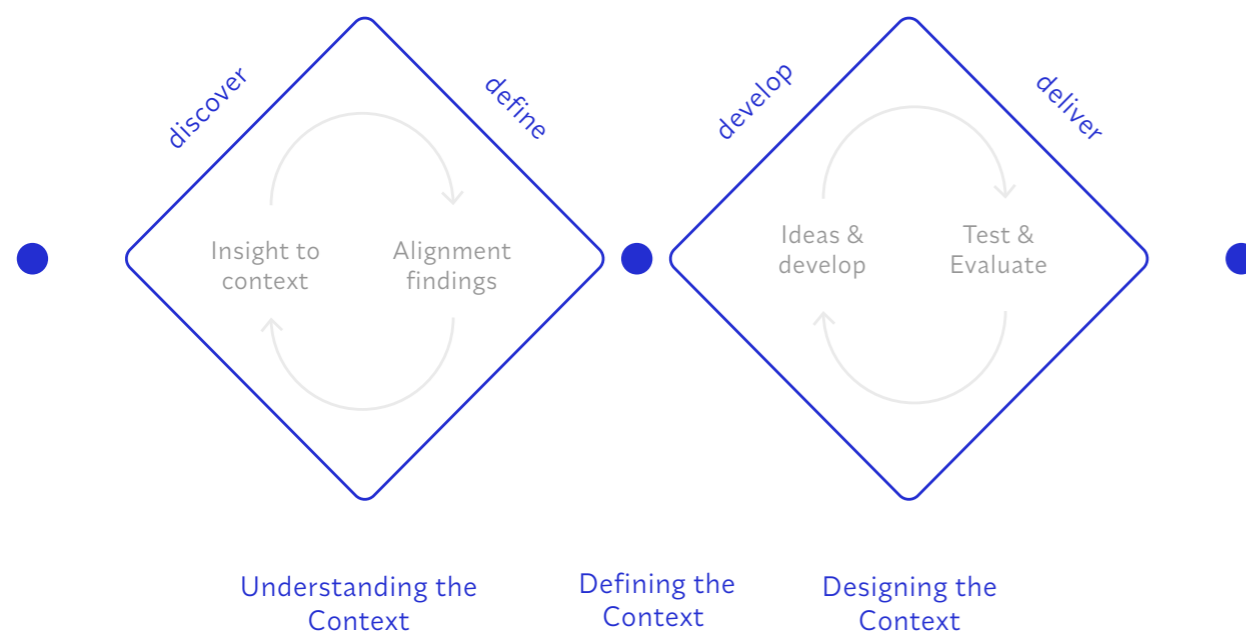 discover
define
develop
deliver
Insight to
context
Alignment
findings
Ideas &
develop
Test &
Evaluate
Understanding the
Context
Defining the
Context
Designing the
Context